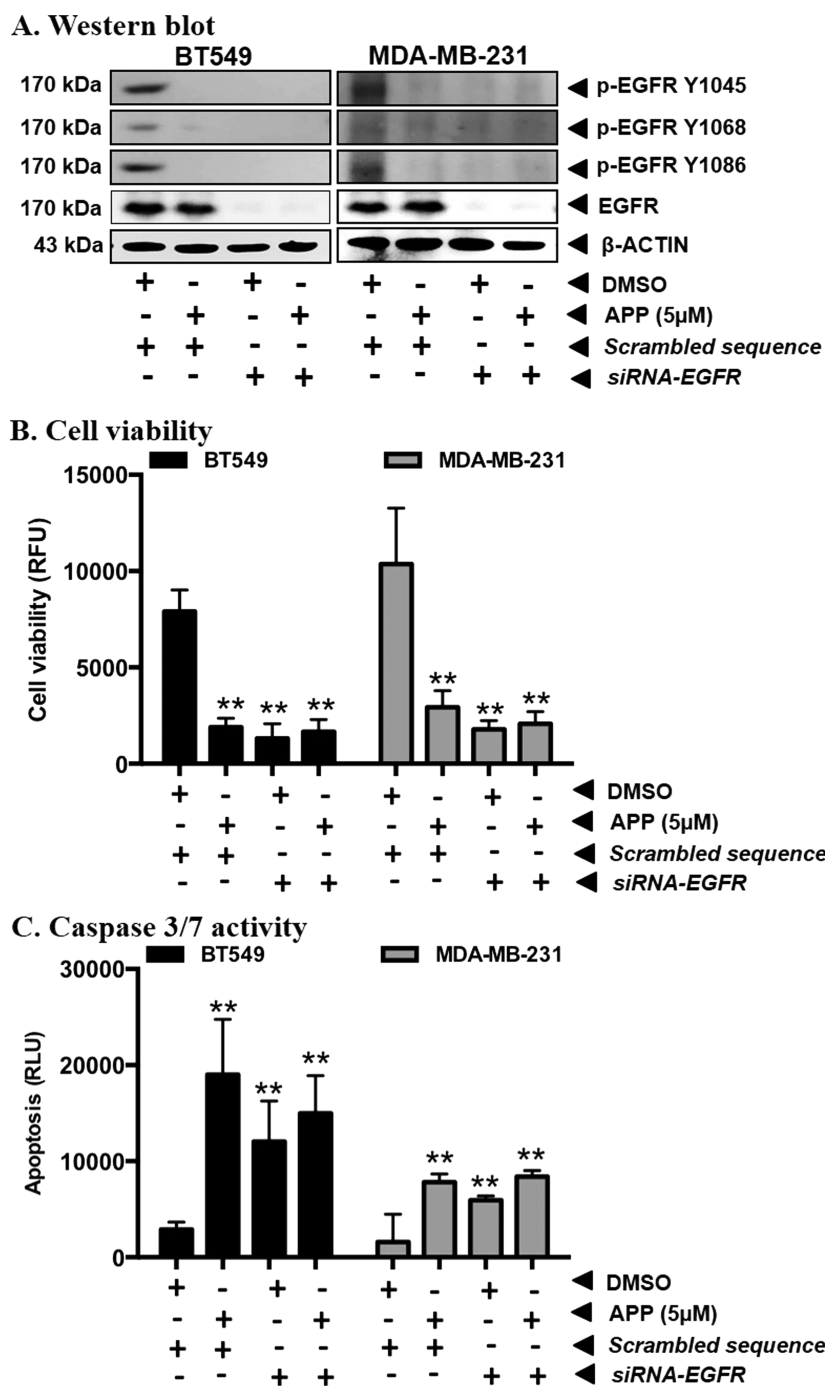 A. Western blot
BT549 MDA-MB-231
170 kDa p-EGFR Y1045
170 kDa p-EGFR Y1068
170 kDa p-EGFR Y1086
170 kDa EGFR
43 kDa β-ACTIN
+ - + - + - + - DMSO
- + - + - + - + APP (5µM)
+ + - - + + - - Scrambled sequence
- - + + - - + + siRNA-EGFR
B. Cell viability
BT549 MDA-MB-231
Cell viability (RFU)
15000
10000
5000
0
** ** ** ** ** **
+ - + - + - + - DMSO
- + - + - + - + APP (5µM)
+ + - - + + - - Scrambled sequence
- - + + - - + + siRNA-EGFR
C. Caspase 3/7 activity
BT549 MDA-MB-231
Apoptosis (RLU)
30000
20000
10000
0
** ** ** ** ** **
+ - + - + - + - DMSO
- + - + - + - + APP (5µM)
+ + - - + + - - Scrambled sequence
- - + + - - + + siRNA-EGFR